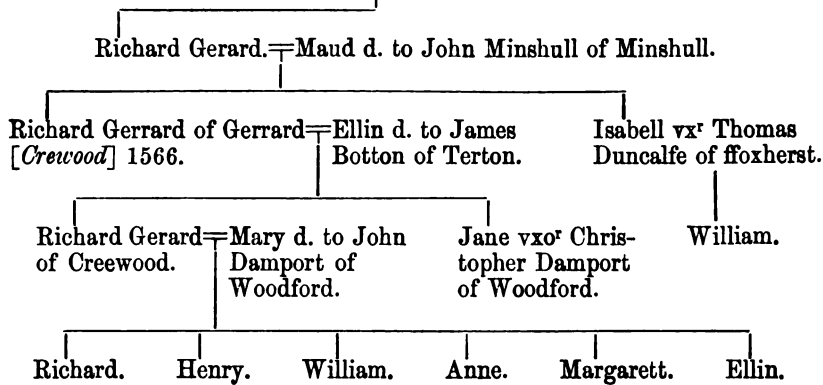 Richard Gerard. Maud d. to John Minshull of Minshull.
Richard Gerrard of Gerrard
[Crewood] 1566.
Ellin d. to James
Botton of Terton.
Isabell vxʳ Thomas
Duncalfe of ffoxherst.
Richard Gerard
of Creewood.
Mary d. to John
Damport of
Woodford.
Jane vxoʳ Chris-
topher Damport
of Woodford.
William.
Richard. Henry. William. Anne. Margarett. Ellin.